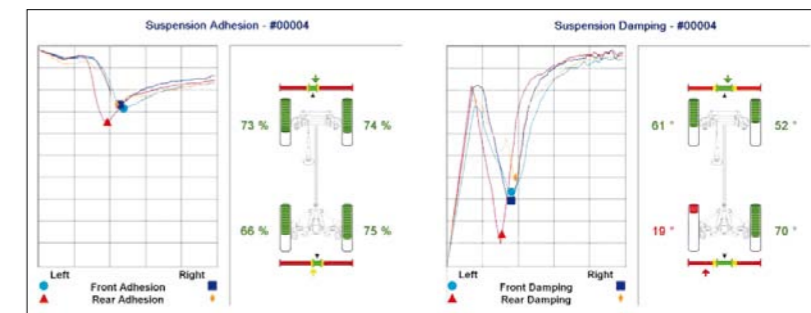 Suspension Adhesion - #00004
73 %
74 %
66 %
75 %
Left
Right
Front Adhesion
Rear Adhesion
Suspension Damping - #00004
61 °
52 °
19 °
70 °
Left
Right
Front Damping
Rear Damping